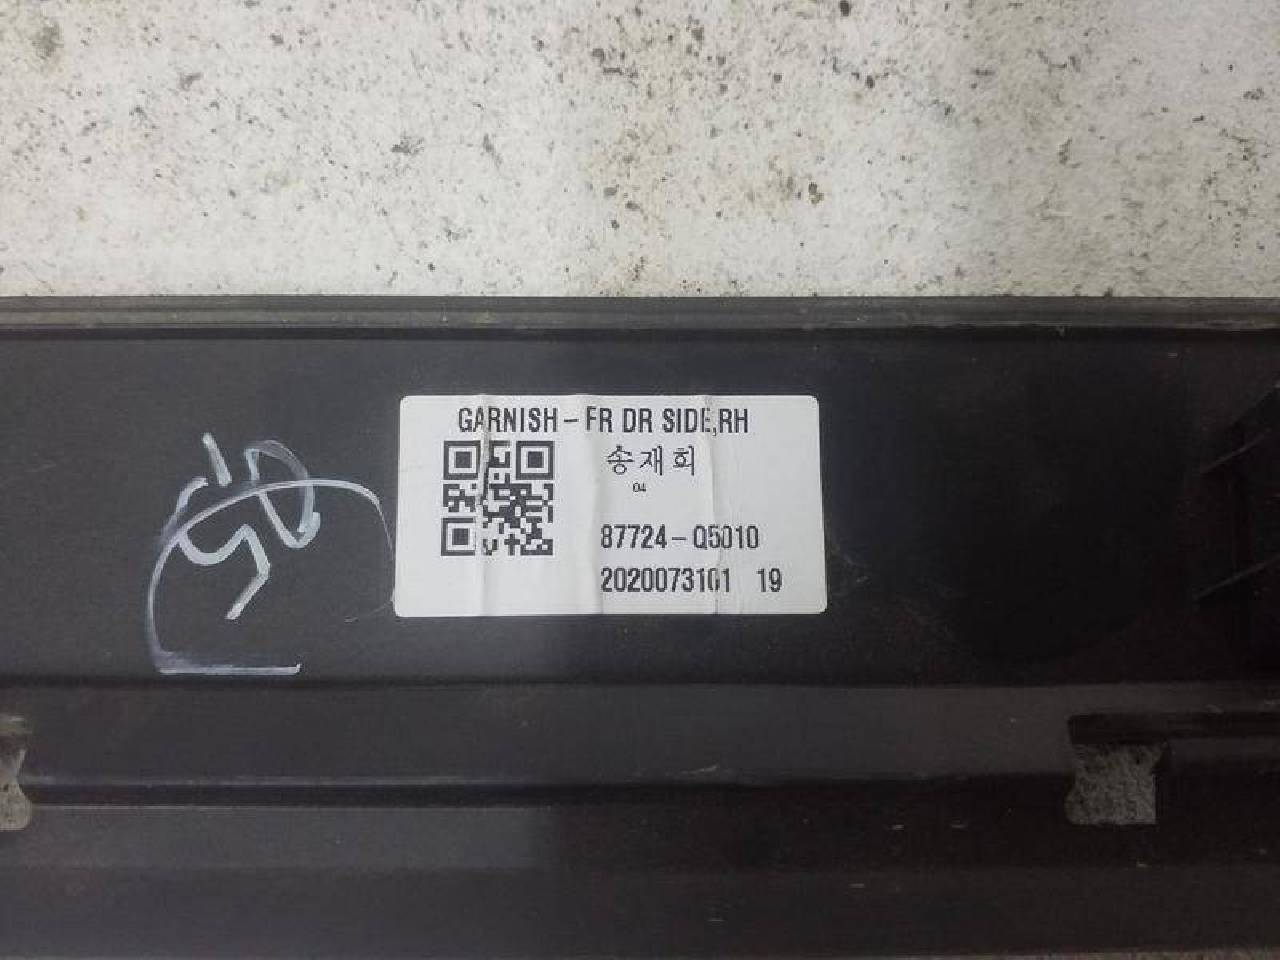 GARNISH-FR DR SIDE,RH
송재희
04
87724-Q5010
2020073101 19